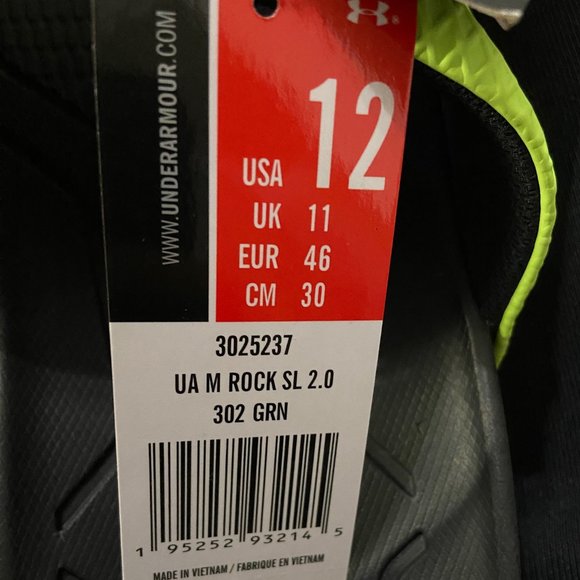 WWW.UNDERARMOUR.COM
USA 12
UK 11
EUR 46
CM 30
3025237
UA M ROCK SL 2.0
302 GRN
1 95252 93214 5
MADE IN VIETNAM / FABRIQUE EN VIETNAM